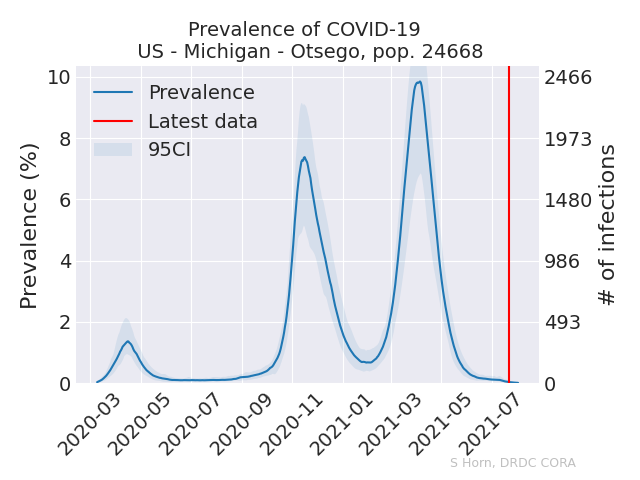 Prevalence of COVID-19
US - Michigan - Otsego, pop. 24668
Prevalence (%)
10
8
6
4
2
0
Prevalence
Latest data
95CI
2466
1973
1480
986
493
0
# of infections
2020-03
2020-05
2020-07
2020-09
2020-11
2021-01
2021-03
2021-05
2021-07
S Horn, DRDC CORA